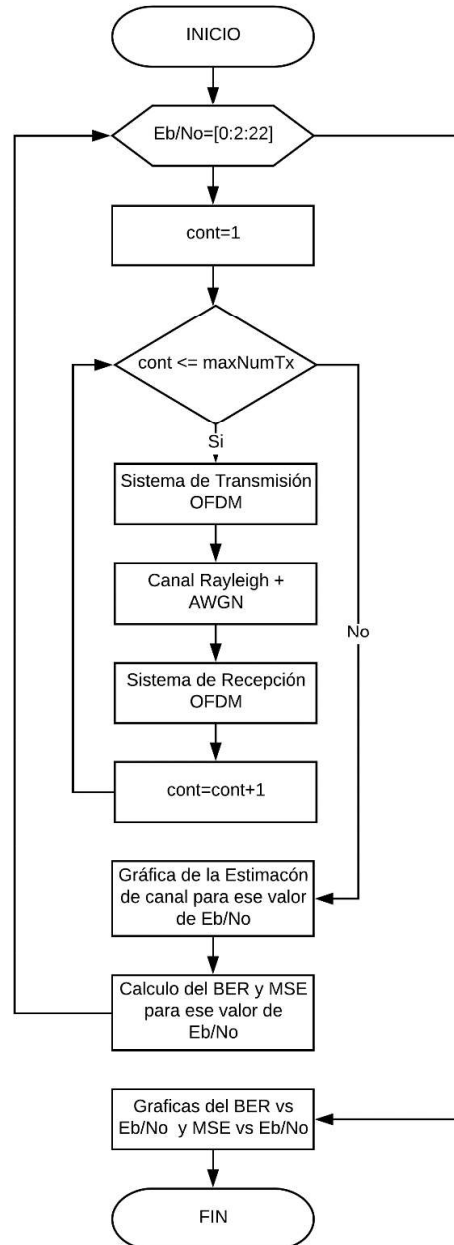 INICIO
Eb/No=[0:2:22]
cont=1
cont <= maxNumTx
Si
Sistema de Transmisión
OFDM
Canal Rayleigh +
AWGN
No
Sistema de Recepción
OFDM
cont=cont+1
Gráfica de la Estimacón
de canal para ese valor
de Eb/No
Calculo del BER y MSE
para ese valor de
Eb/No
Graficas del BER vs
Eb/No y MSE vs Eb/No
FIN